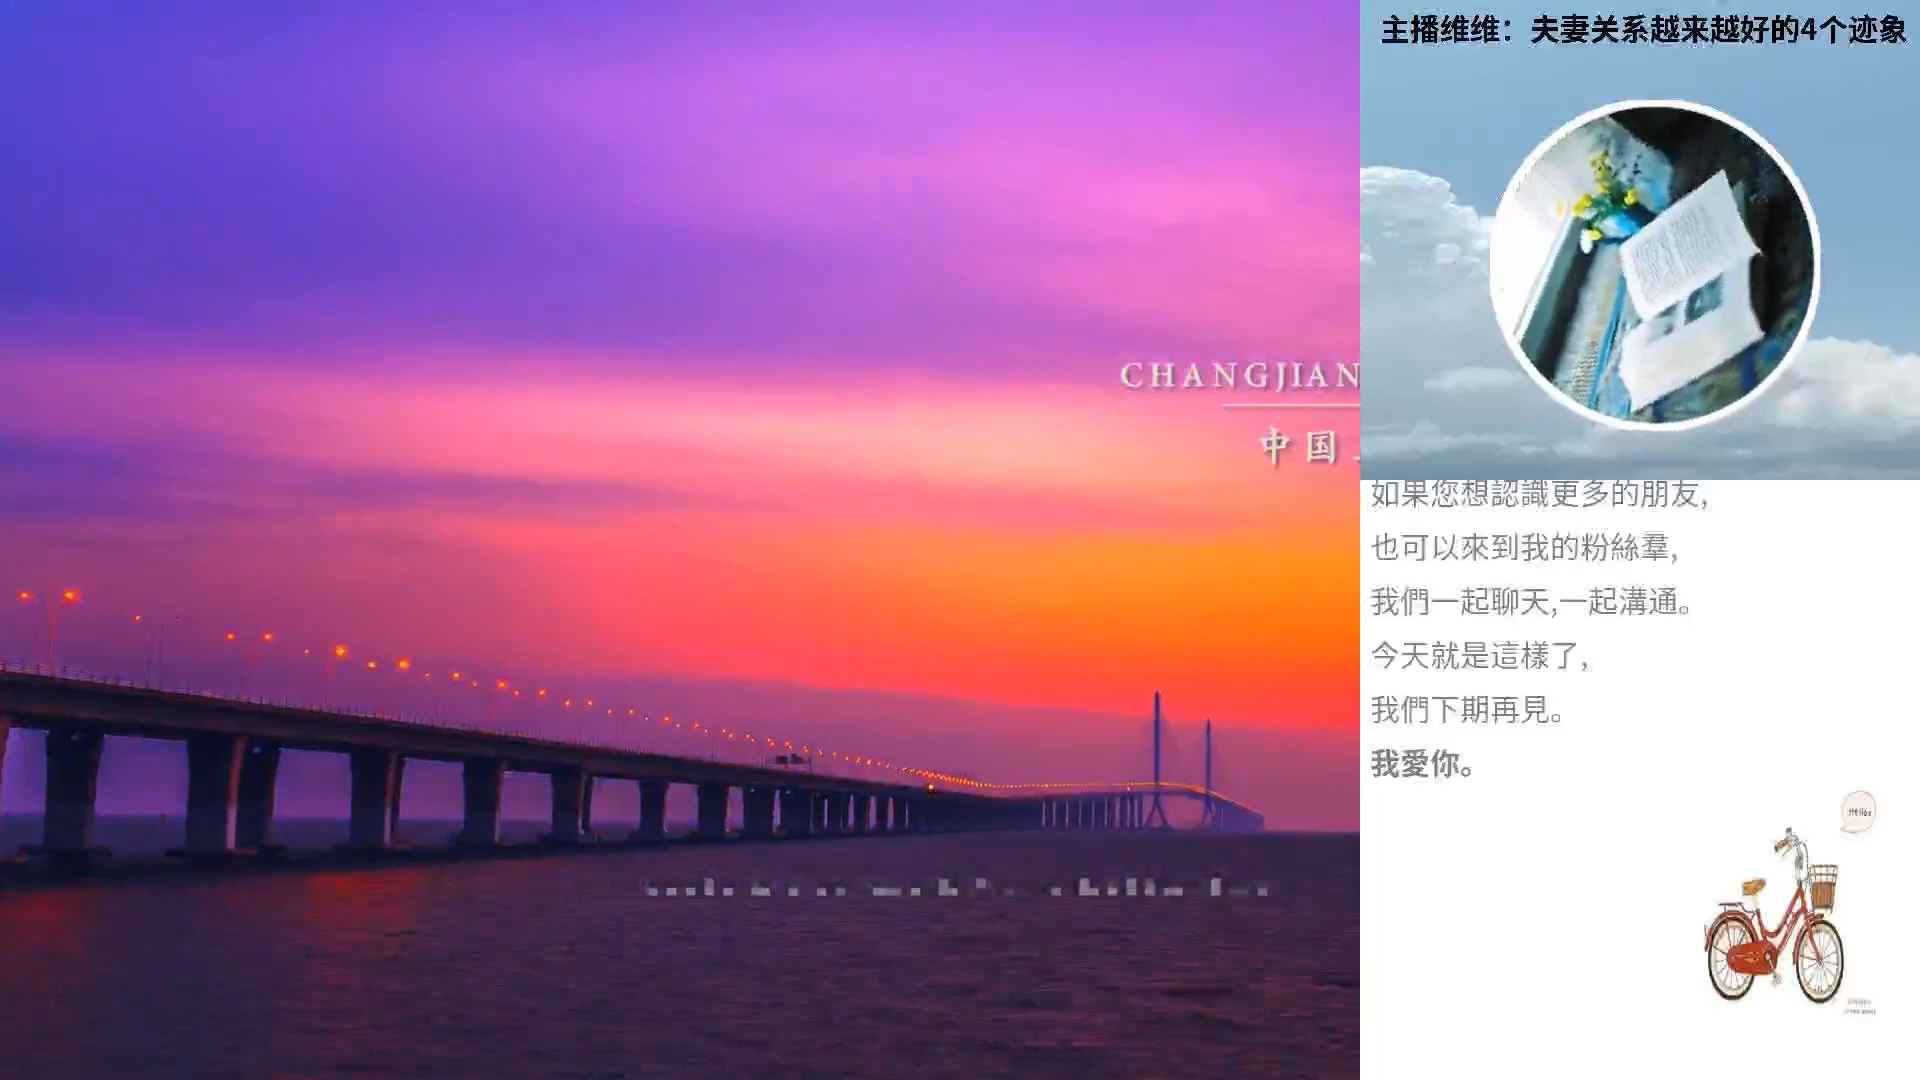 主播维维：夫妻关系越来越好的4个迹象
CHANGJIAN
中国
如果您想認識更多的朋友,
也可以來到我的粉絲羣,
我們一起聊天,一起溝通。
今天就是這樣了,
我們下期再見。
我愛你。
Hello